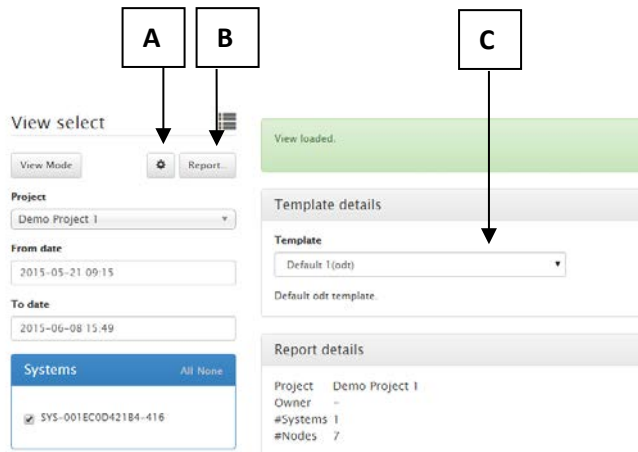 A B C
View select
View loaded.
View Mode Report...
Project
Demo Project 1
From date
2015-05-21 09:15
To date
2015-06-08 15:49
Systems All None
SYS-001EC0D421B4-416
Template details
Template
Default 1(odt)
Default odt template.
Report details
Project Demo Project 1
Owner -
#Systems 1
#Nodes 7